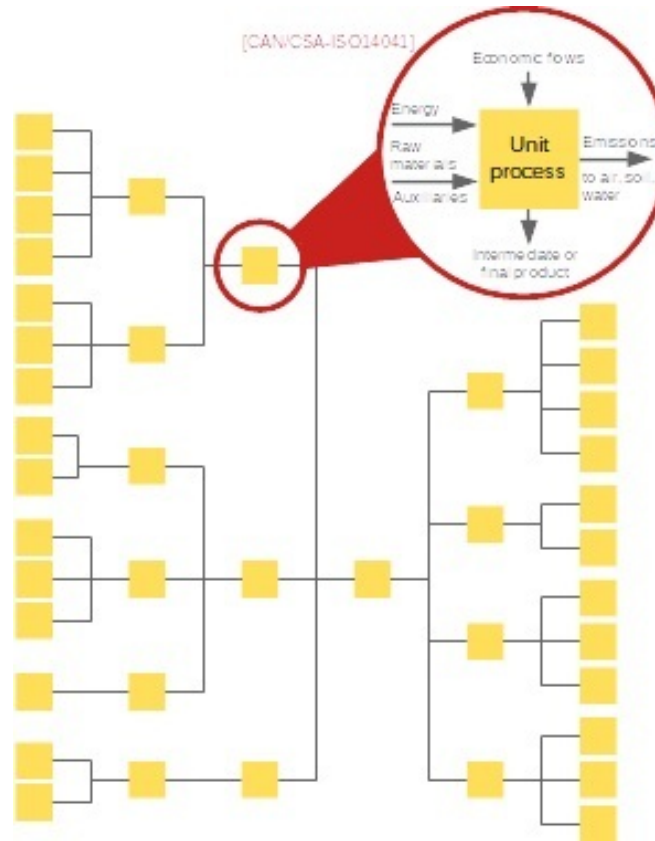 [CAN/CSA-ISO14041]
Economic flows
Energy
Raw
materials
Auxiliaries
Unit
process
Emissions
to air, soil,
water
Intermediate or
final product